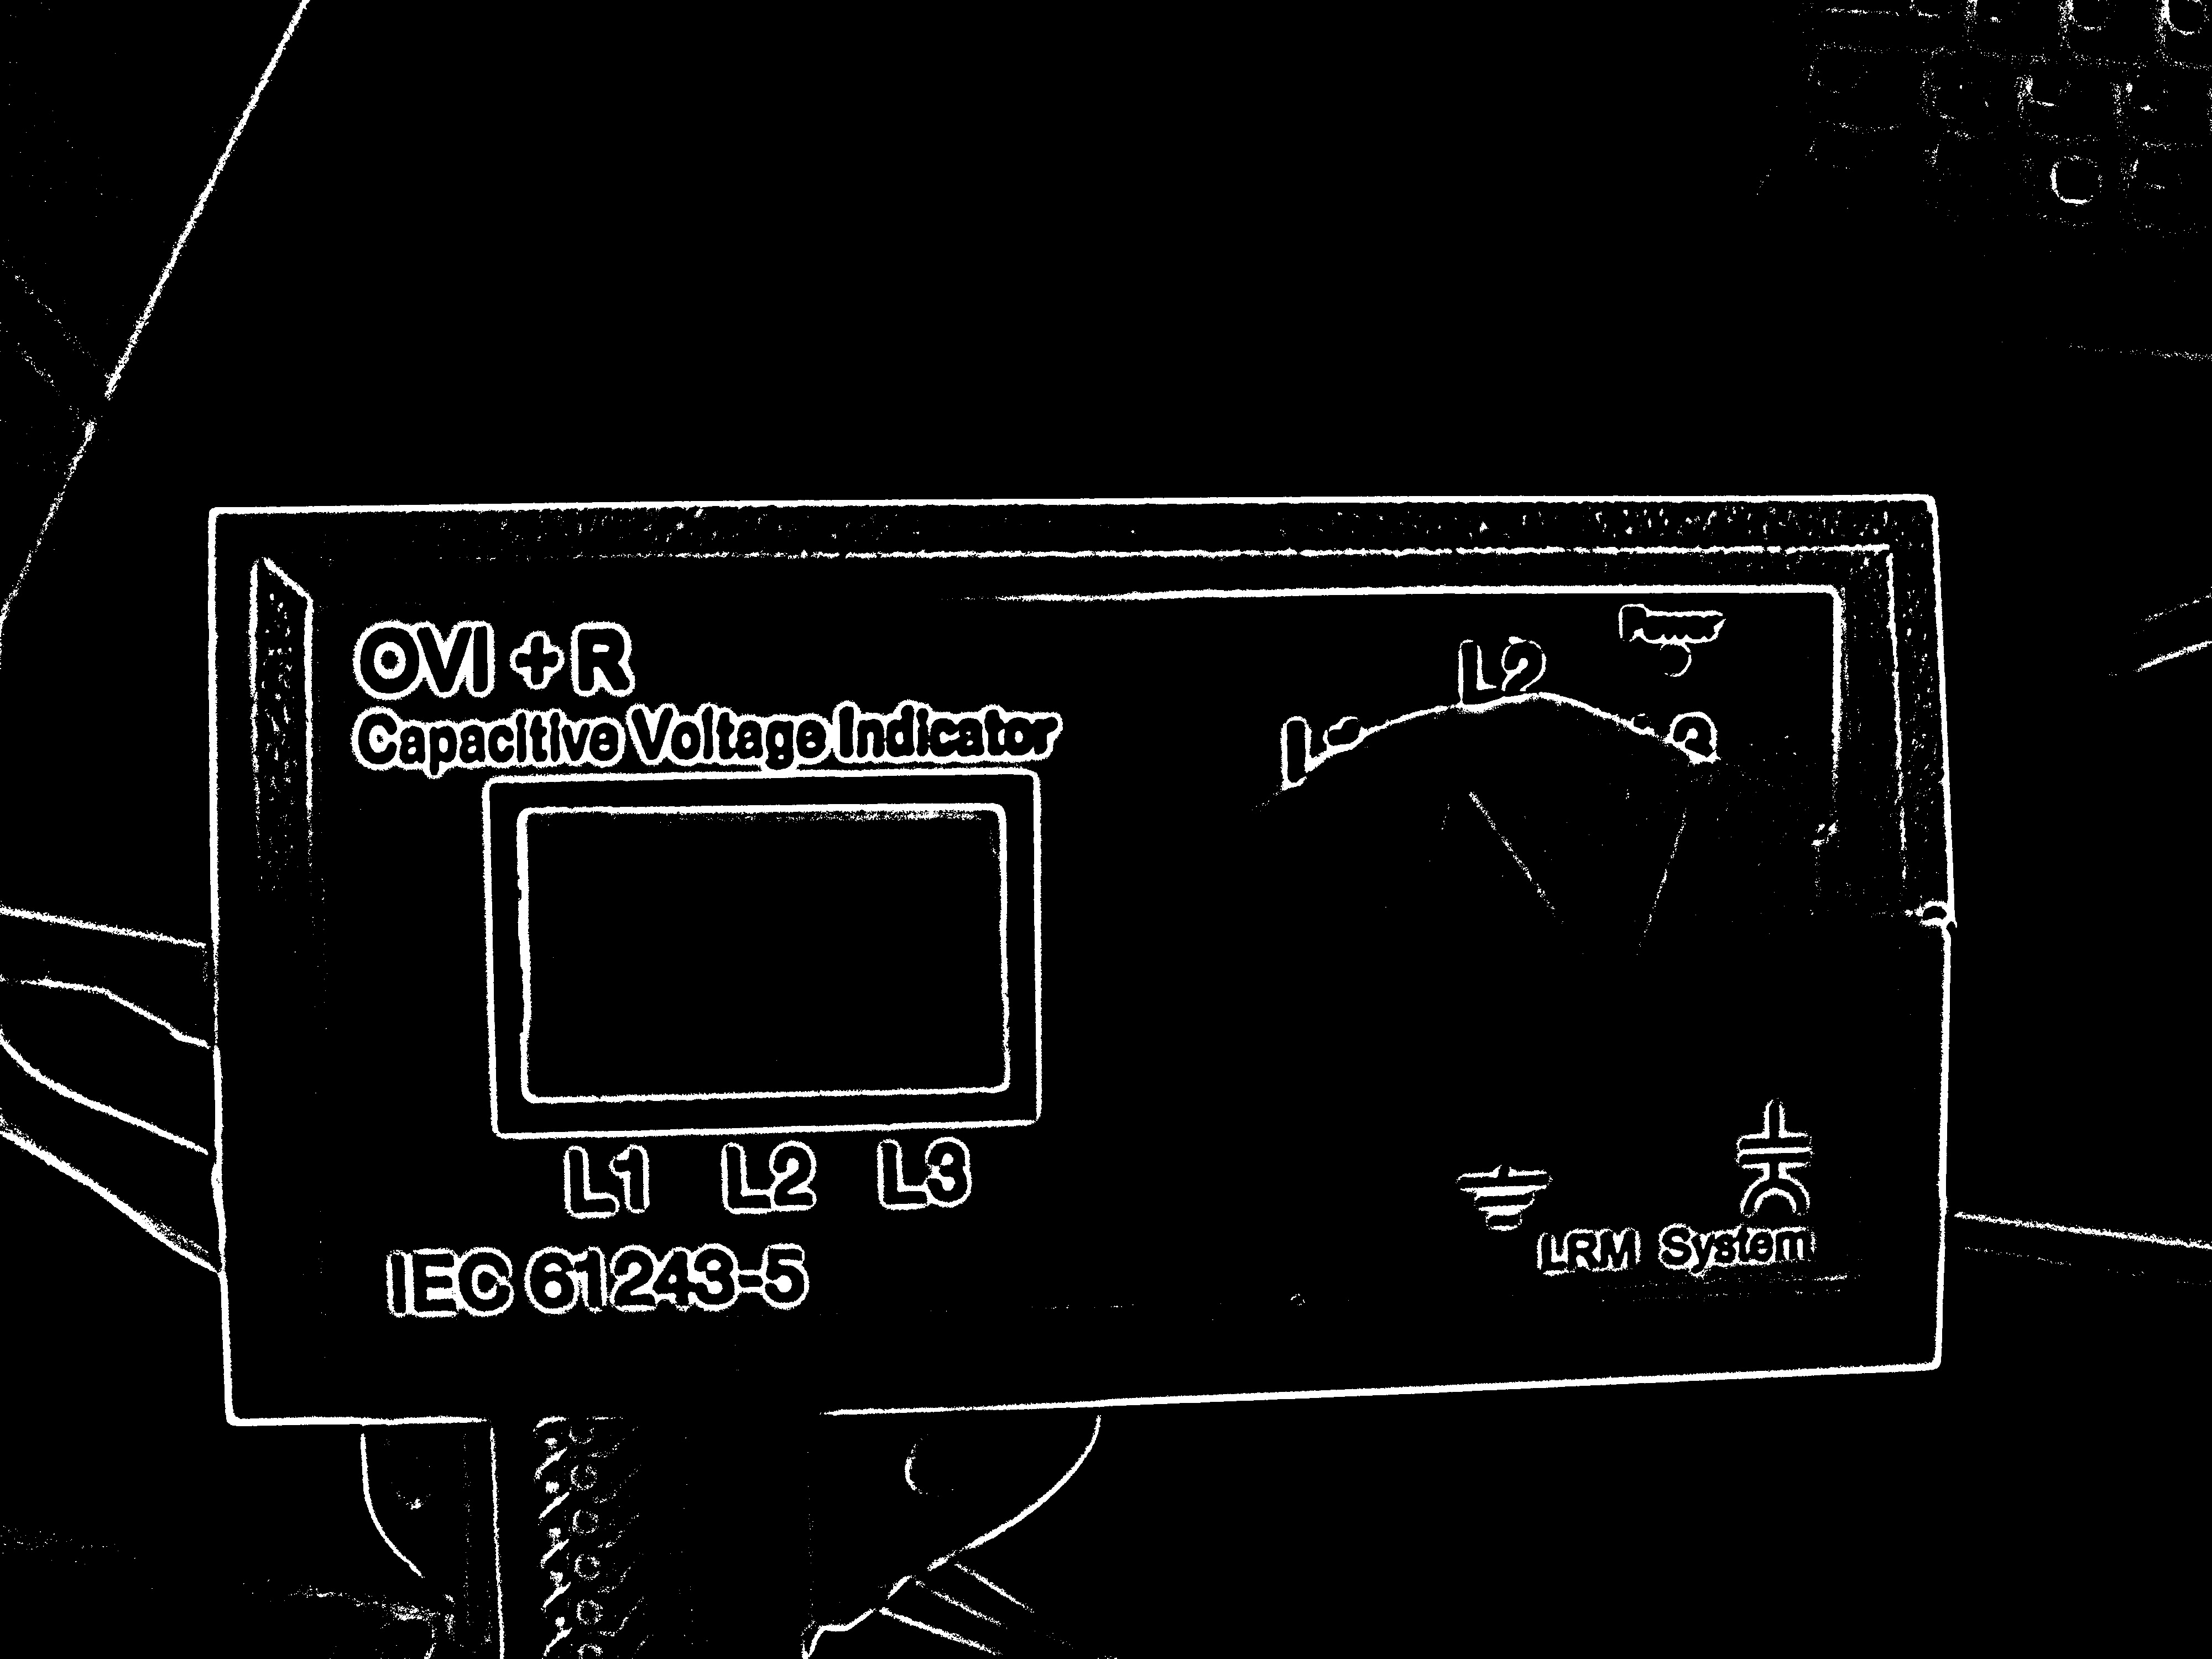 OVI + R
Capacitive Voltage Indicator
L2
L1 L2 L3
IEC 61243-5
LRM System